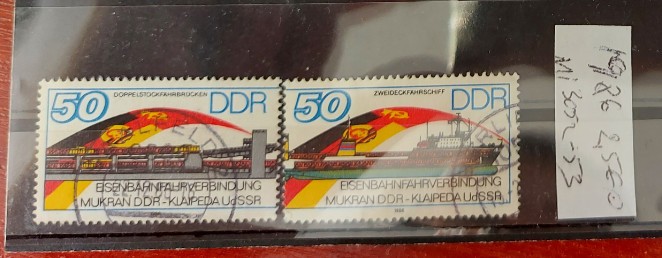 50 DOPPELSTOCKFÄHRBRÜCKEN
DDR
EISENBAHNFÄHRVERBINDUNG
MUKRAN DDR - KLAIPEDA UdSSR
50 ZWEIDECKFÄHRSCHIFF
DDR
EISENBAHNFÄHRVERBINDUNG
MUKRAN DDR - KLAIPEDA UdSSR
1986
Mi 3052-53